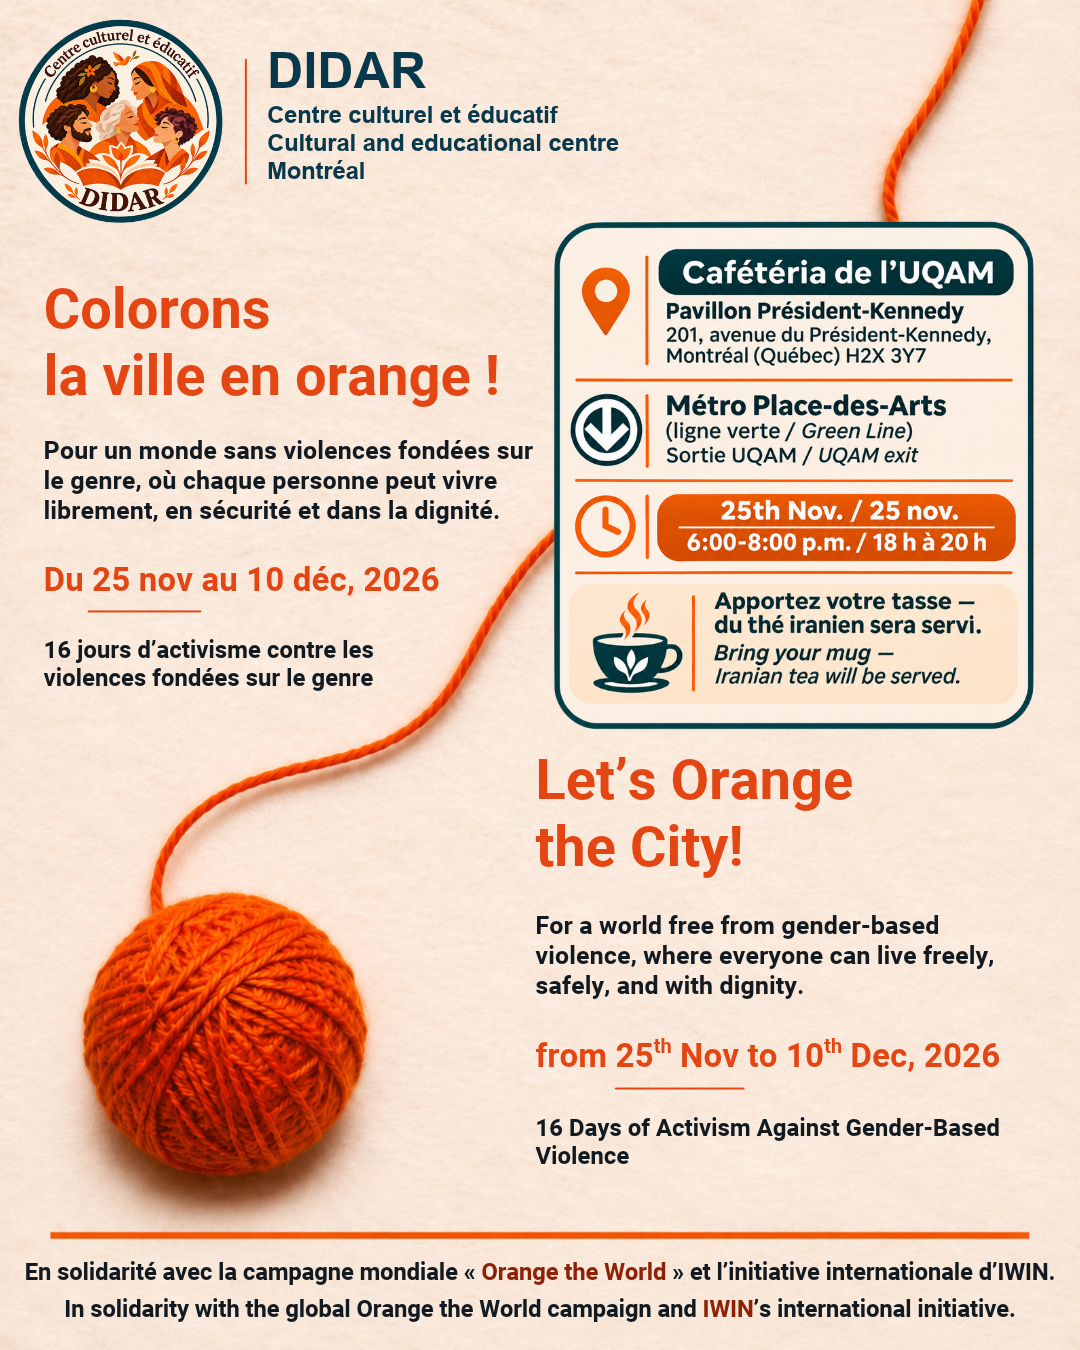 Centre culturel et éducatif
DIDAR
DIDAR
Centre culturel et éducatif
Cultural and educational centre
Montréal
Colorons
la ville en orange !
Pour un monde sans violences fondées sur
le genre, où chaque personne peut vivre
librement, en sécurité et dans la dignité.
Du 25 nov au 10 déc, 2026
16 jours d’activisme contre les
violences fondées sur le genre
Cafétéria de l’UQAM
Pavillon Président-Kennedy
201, avenue du Président-Kennedy,
Montréal (Québec) H2X 3Y7
Métro Place-des-Arts
(ligne verte / Green Line)
Sortie UQAM / UQAM exit
25th Nov. / 25 nov.
6:00-8:00 p.m. / 18 h à 20 h
Apportez votre tasse –
du thé iranien sera servi.
Bring your mug –
Iranian tea will be served.
Let’s Orange
the City!
For a world free from gender-based
violence, where everyone can live freely,
safely, and with dignity.
from 25th Nov to 10th Dec, 2026
16 Days of Activism Against Gender-Based
Violence
En solidarité avec la campagne mondiale « Orange the World » et l’initiative internationale d’IWIN.
In solidarity with the global Orange the World campaign and IWIN’s international initiative.